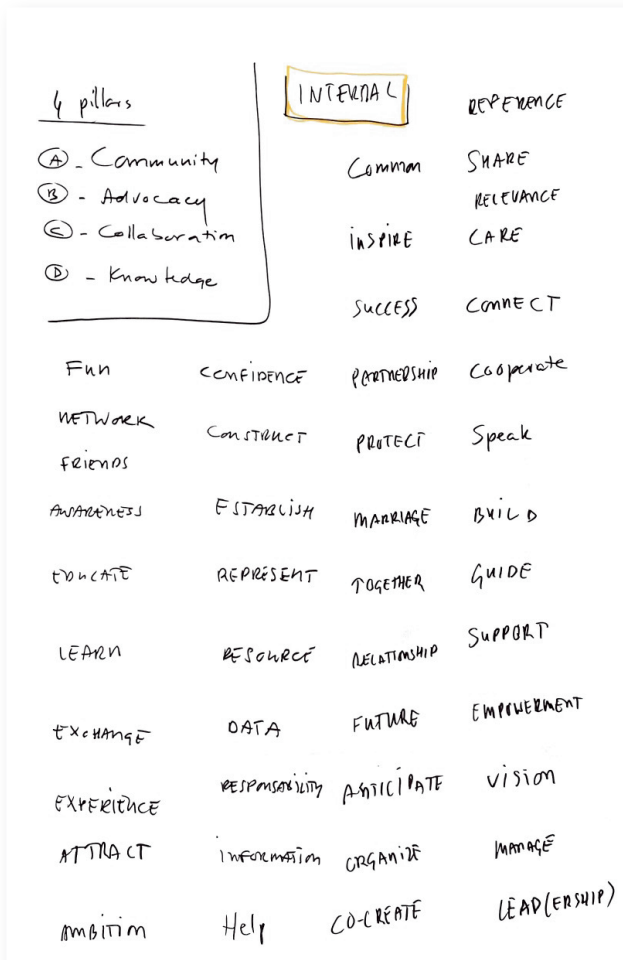 4 pillars
A - Community
B - Advocacy
C - Collaboration
D - Knowledge
INTERNAL
REFERENCE
Common
SHARE
RELEVANCE
INSPIRE
CARE
SUCCESS
CONNECT
Fun
CONFIDENCE
PARTNERSHIP
Cooperate
NETWORK
CONSTRUCT
PROTECT
Speak
FRIENDS
AWARENESS
ESTABLISH
MARRIAGE
BUILD
EDUCATE
REPRESENT
TOGETHER
GUIDE
LEARN
RESOURCE
RELATIONSHIP
SUPPORT
EXCHANGE
DATA
FUTURE
EMPOWERMENT
EXPERIENCE
RESPONSABILITY
ANTICIPATE
VISION
ATTRACT
INFORMATION
ORGANIZE
MANAGE
AMBITION
Help
CO-CREATE
LEAD(ERSHIP)